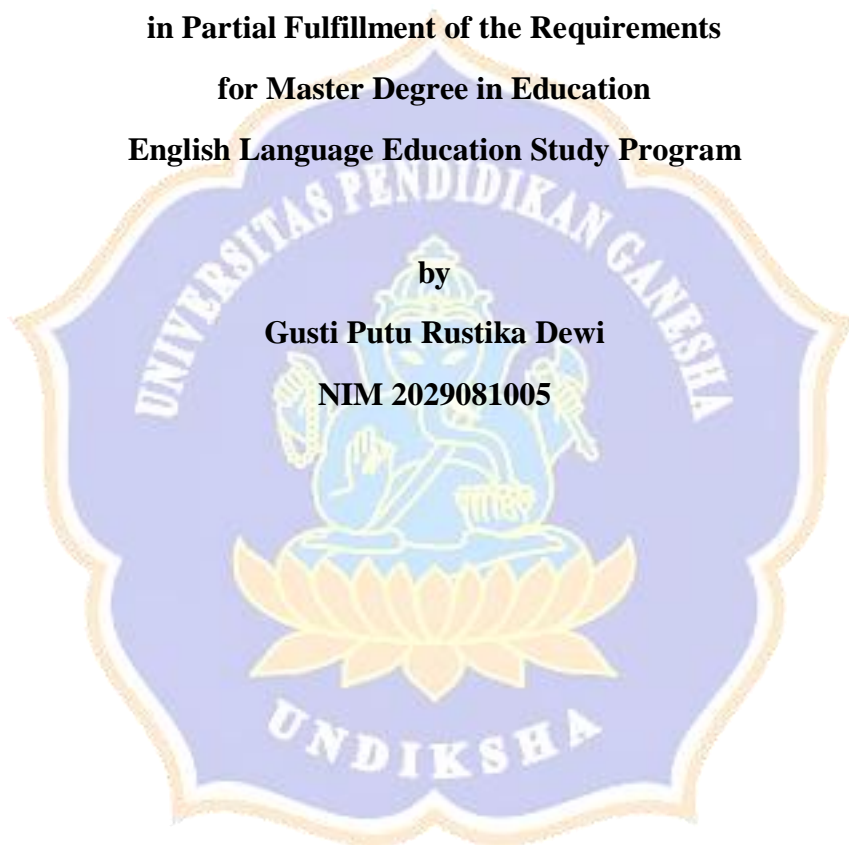 in Partial Fulfillment of the Requirements
for Master Degree in Education
English Language Education Study Program
UNIVERSITAS PENDIDIKAN GANESHA
by
Gusti Putu Rustika Dewi
NIM 2029081005
UNDIKSHA